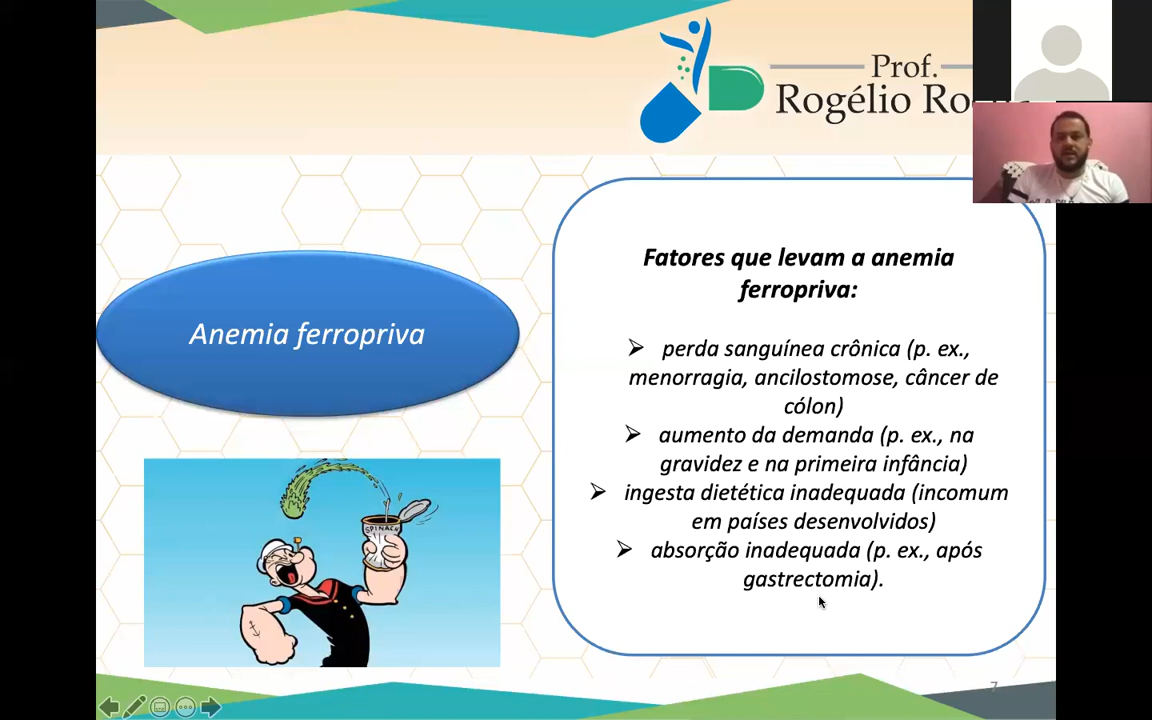 Prof.
Rogélio
Anemia ferropriva
SPINACH
Fatores que levam a anemia
ferropriva:
➢ perda sanguínea crônica (p. ex.,
menorragia, ancilostomose, câncer de
cólon)
➢ aumento da demanda (p. ex., na
gravidez e na primeira infância)
➢ ingesta dietética inadequada (incomum
em países desenvolvidos)
➢ absorção inadequada (p. ex., após
gastrectomia).
7